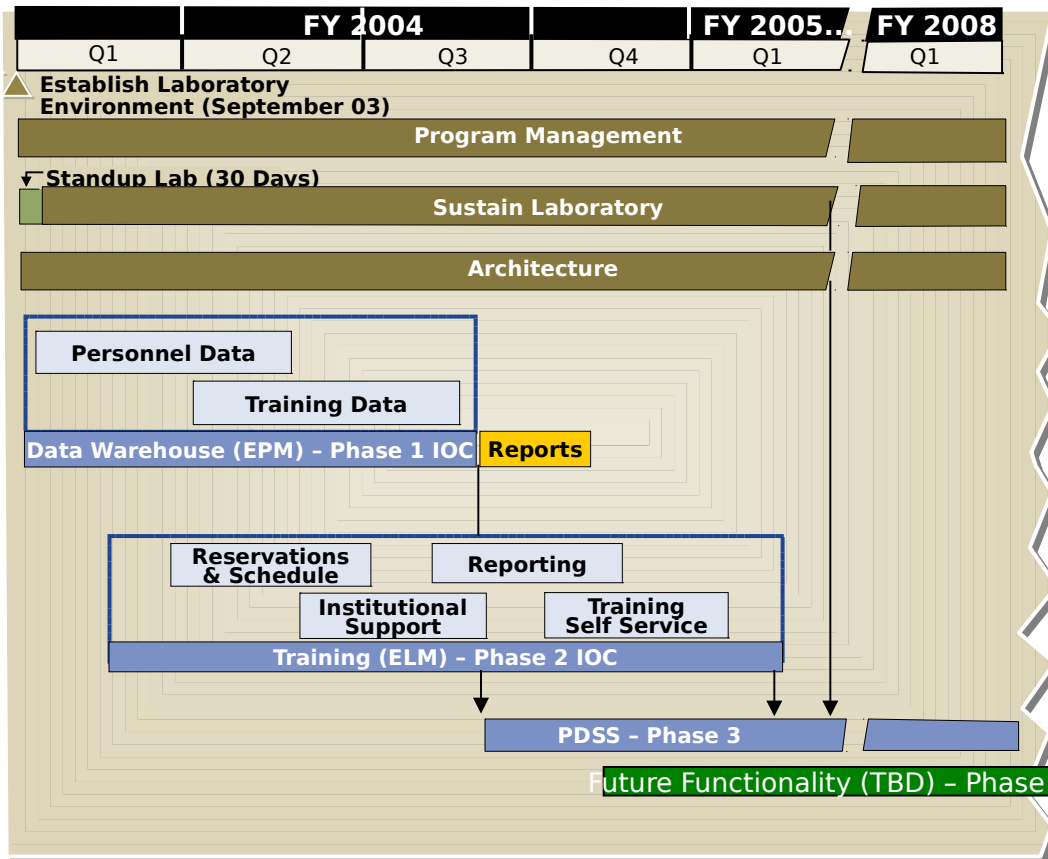 FY 2004
FY 2005...
FY 2008
Q1
Q2
Q3
Q4
Q1
Q1
Establish Laboratory
Environment (September 03)
Program Management
Standup Lab (30 Days)
Sustain Laboratory
Architecture
Personnel Data
Training Data
Data Warehouse (EPM) – Phase 1 IOC
Reports
Reservations
& Schedule
Reporting
Institutional
Support
Training
Self Service
Training (ELM) – Phase 2 IOC
PDSS – Phase 3
Future Functionality (TBD) – Phase